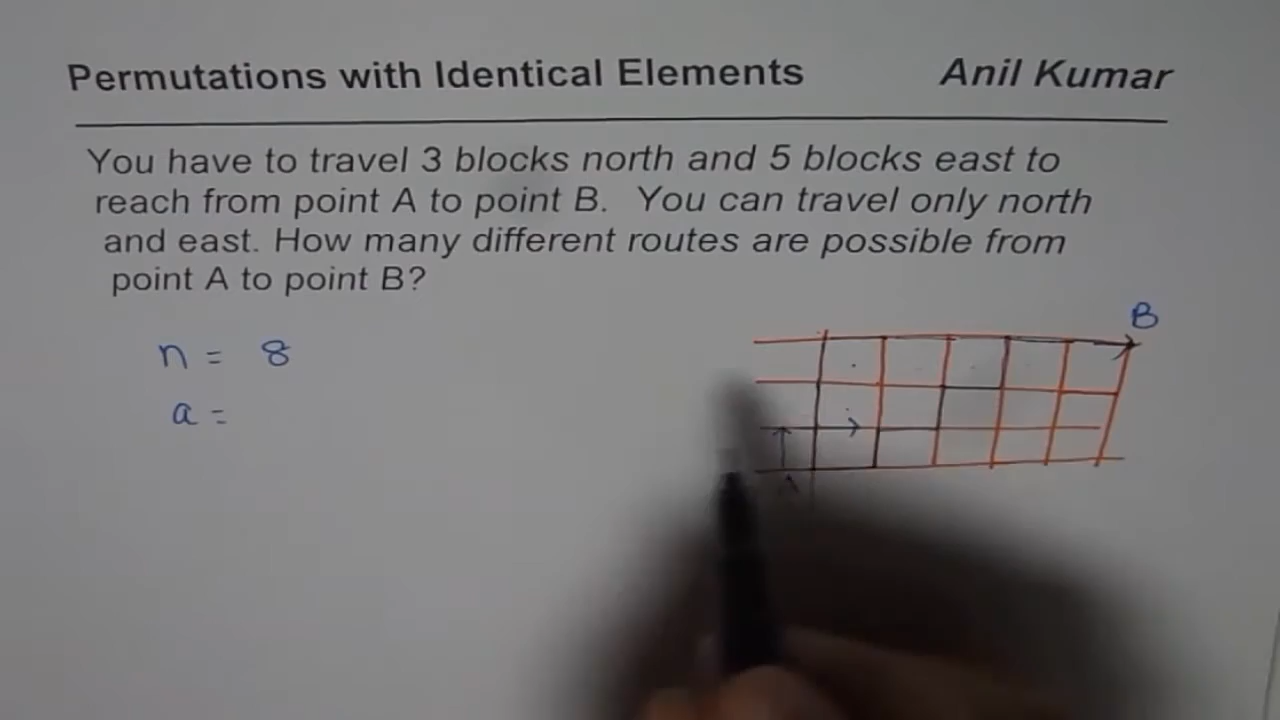 Permutations with Identical Elements Anil Kumar
You have to travel 3 blocks north and 5 blocks east to
reach from point A to point B. You can travel only north
and east. How many different routes are possible from
point A to point B?
B
n = 8
a =
A